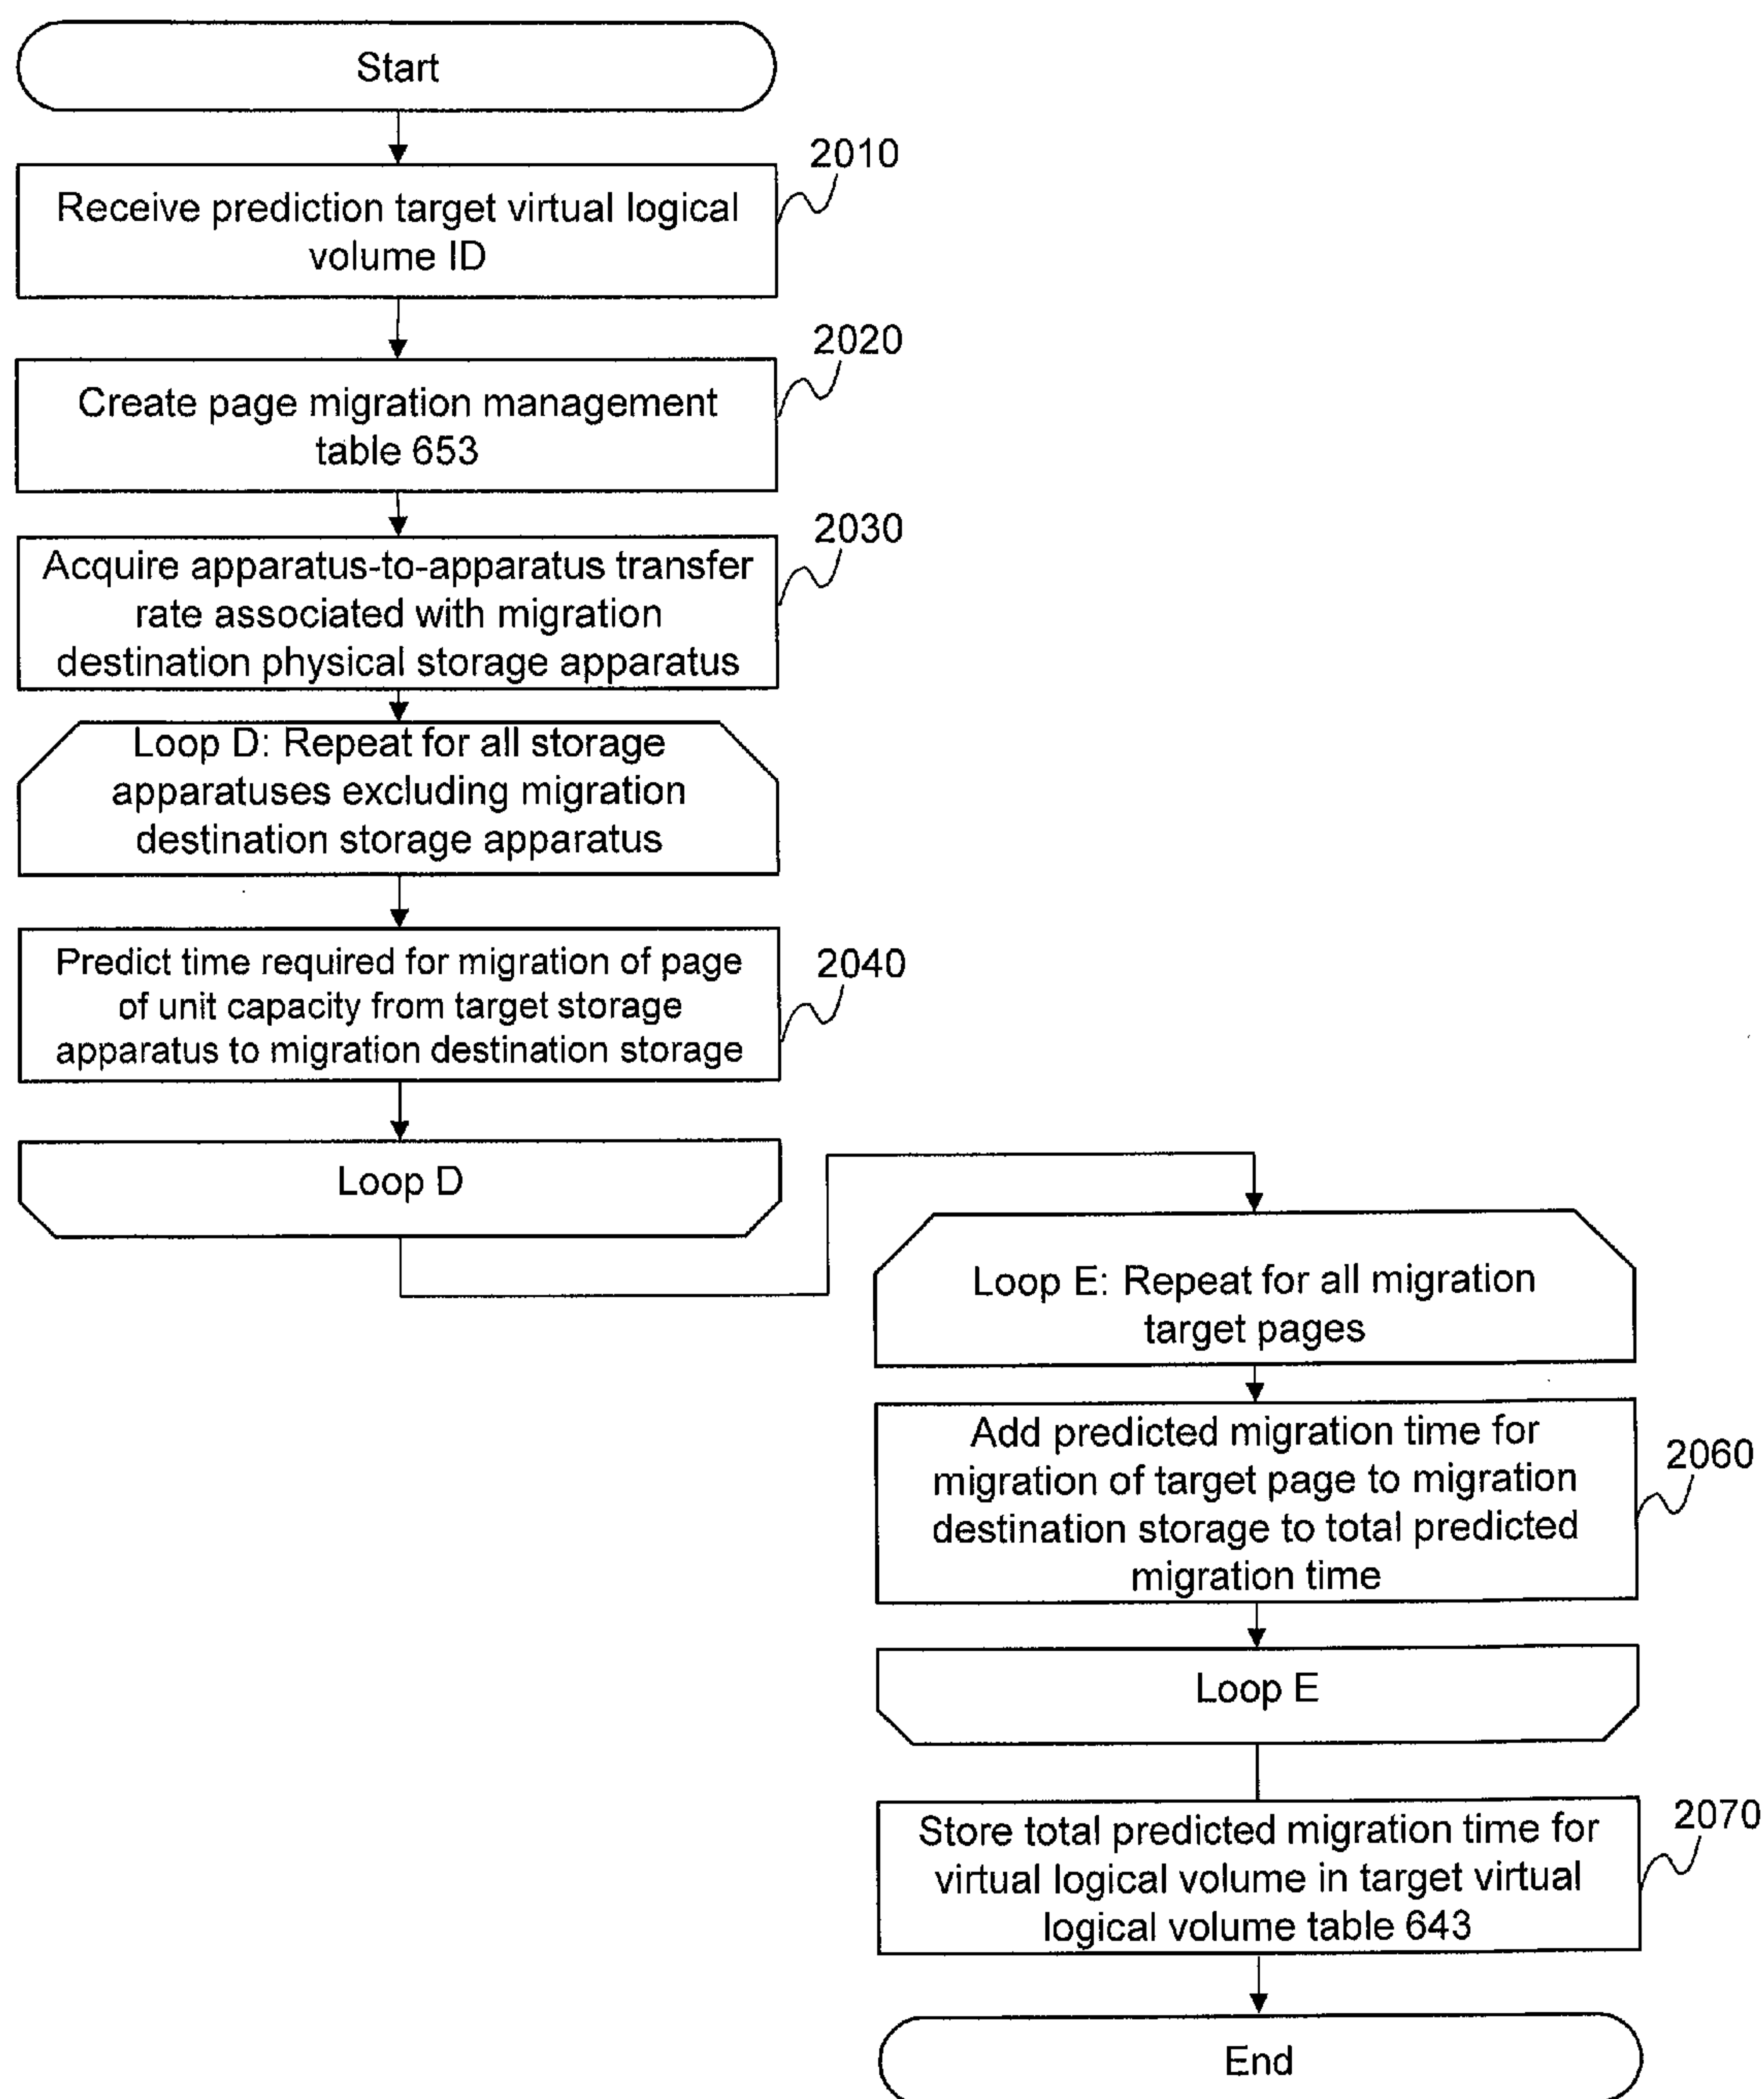 Start
2010
Receive prediction target virtual logical
volume ID
2020
Create page migration management
table 653
2030
Acquire apparatus-to-apparatus transfer
rate associated with migration
destination physical storage apparatus
Loop D: Repeat for all storage
apparatuses excluding migration
destination storage apparatus
Predict time required for migration of page
of unit capacity from target storage
apparatus to migration destination storage
2040
Loop D
Loop E: Repeat for all migration
target pages
Add predicted migration time for
migration of target page to migration
destination storage to total predicted
migration time
2060
Loop E
Store total predicted migration time for
virtual logical volume in target virtual
logical volume table 643
2070
End